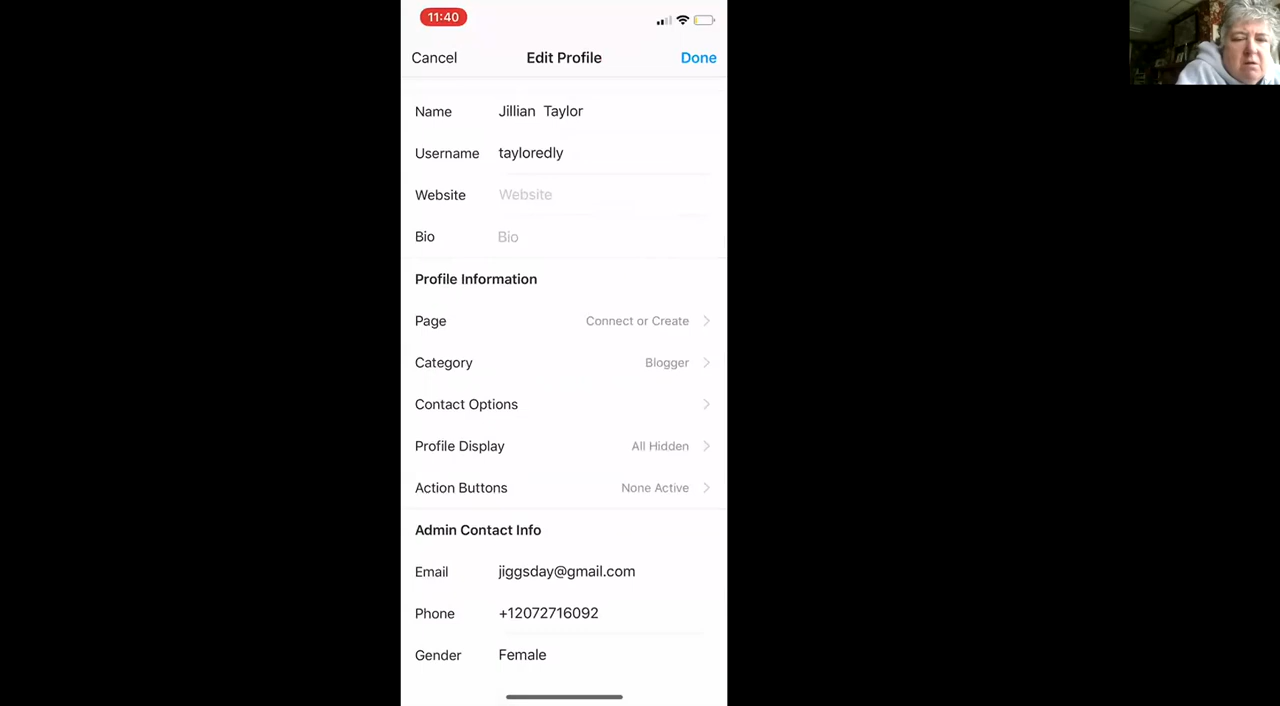 11:40
Cancel Edit Profile Done
Name Jillian Taylor
Username tayloredly
Website Website
Bio Bio
Profile Information
Page Connect or Create
Category Blogger
Contact Options
Profile Display All Hidden
Action Buttons None Active
Admin Contact Info
Email jiggsday@gmail.com
Phone +12072716092
Gender Female